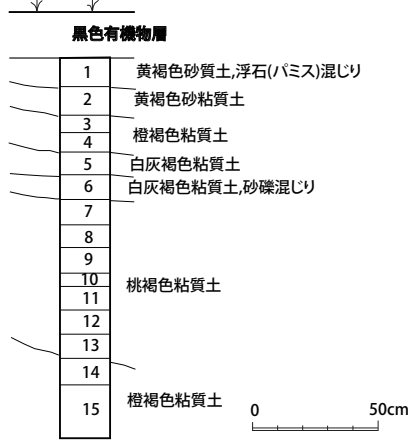 黒色有機物層
1 黄褐色砂質土,浮石(パミス)混じり
2 黄褐色砂粘質土
3
橙褐色粘質土
4
5 白灰褐色粘質土
6 白灰褐色粘質土,砂礫混じり
7
8
9
10
桃褐色粘質土
11
12
13
14
15 橙褐色粘質土
0 50cm